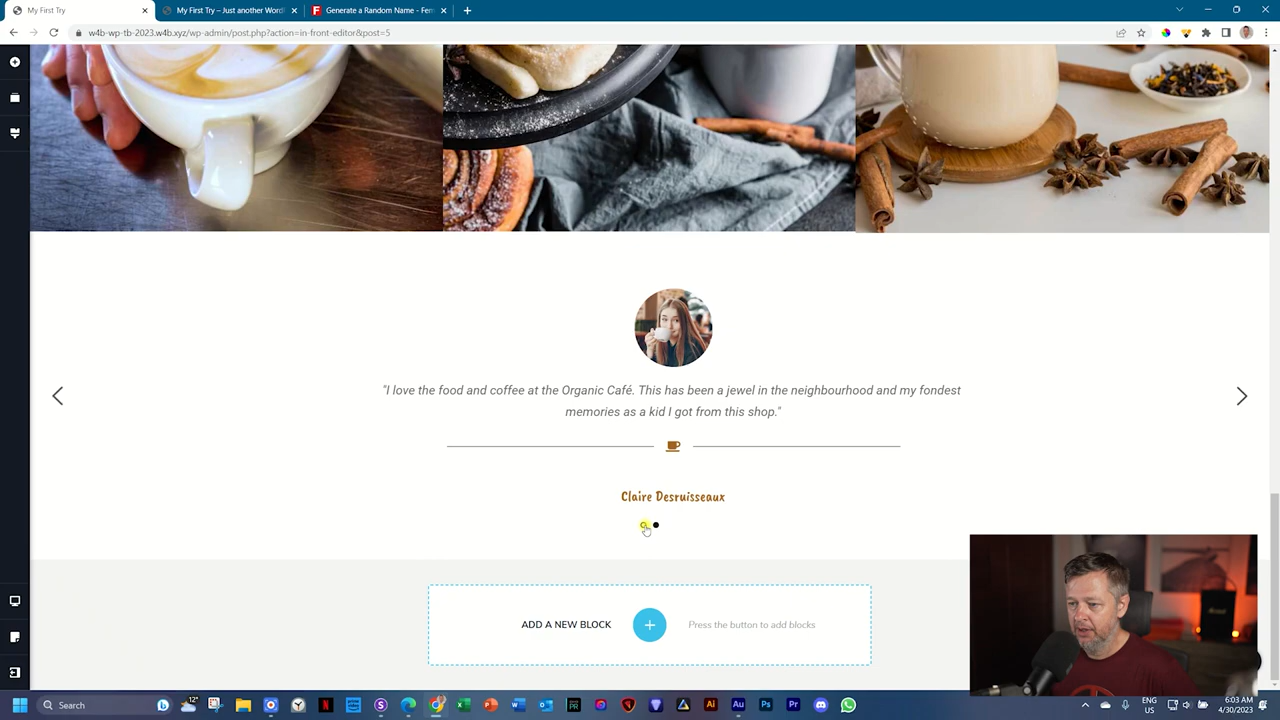 My First Try
My First Try – Just another Word
Generate a Random Name - Fem
w4b-wp-tb-2023.w4b.xyz/wp-admin/post.php?action=in-front-editor&post=5
"I love the food and coffee at the Organic Café. This has been a jewel in the neighbourhood and my fondest
memories as a kid I got from this shop."
Claire Desruisseaux
ADD A NEW BLOCK
Press the button to add blocks
Search
12°
ENG
US
6:03 AM
4/30/2023